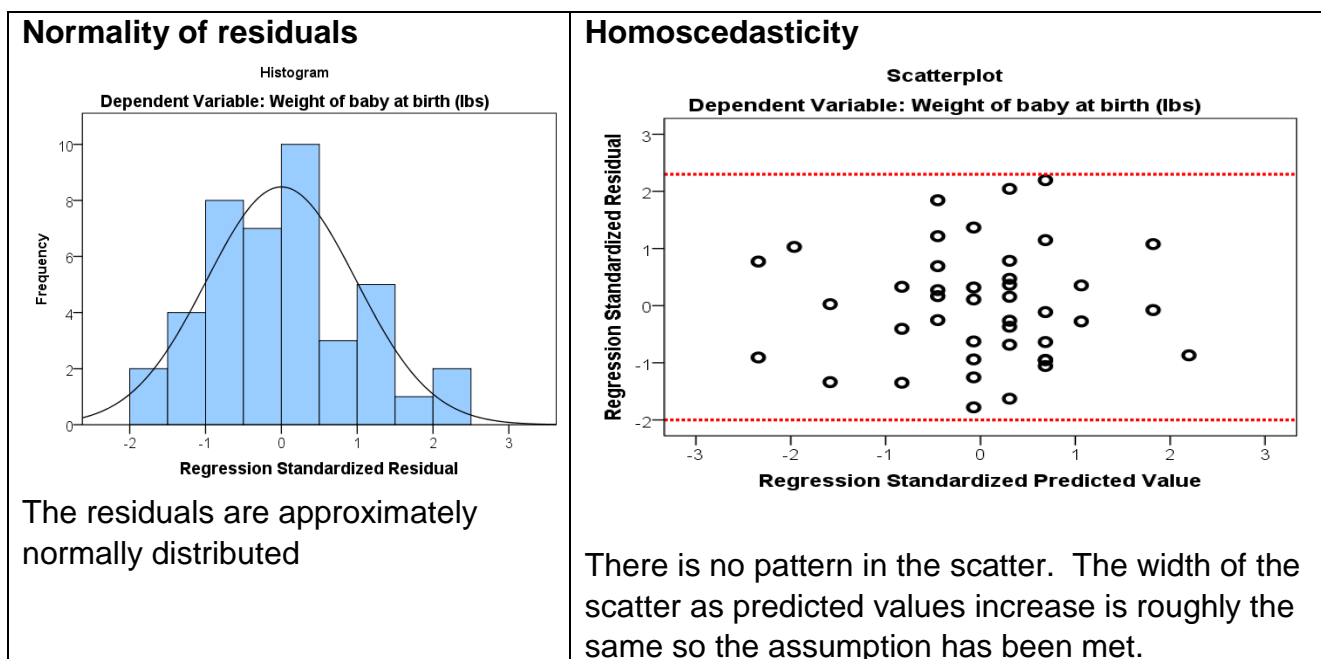 Normality of residuals
Histogram
Dependent Variable: Weight of baby at birth (lbs)
10
8
6
4
2
0
Frequency
-2
-1
0
1
2
3
Regression Standardized Residual
The residuals are approximately
normally distributed
Homoscedasticity
Scatterplot
Dependent Variable: Weight of baby at birth (lbs)
3
2
1
0
-1
-2
Regression Standardized Residual
-3
-2
-1
0
1
2
3
Regression Standardized Predicted Value
There is no pattern in the scatter.  The width of the
scatter as predicted values increase is roughly the
same so the assumption has been met.